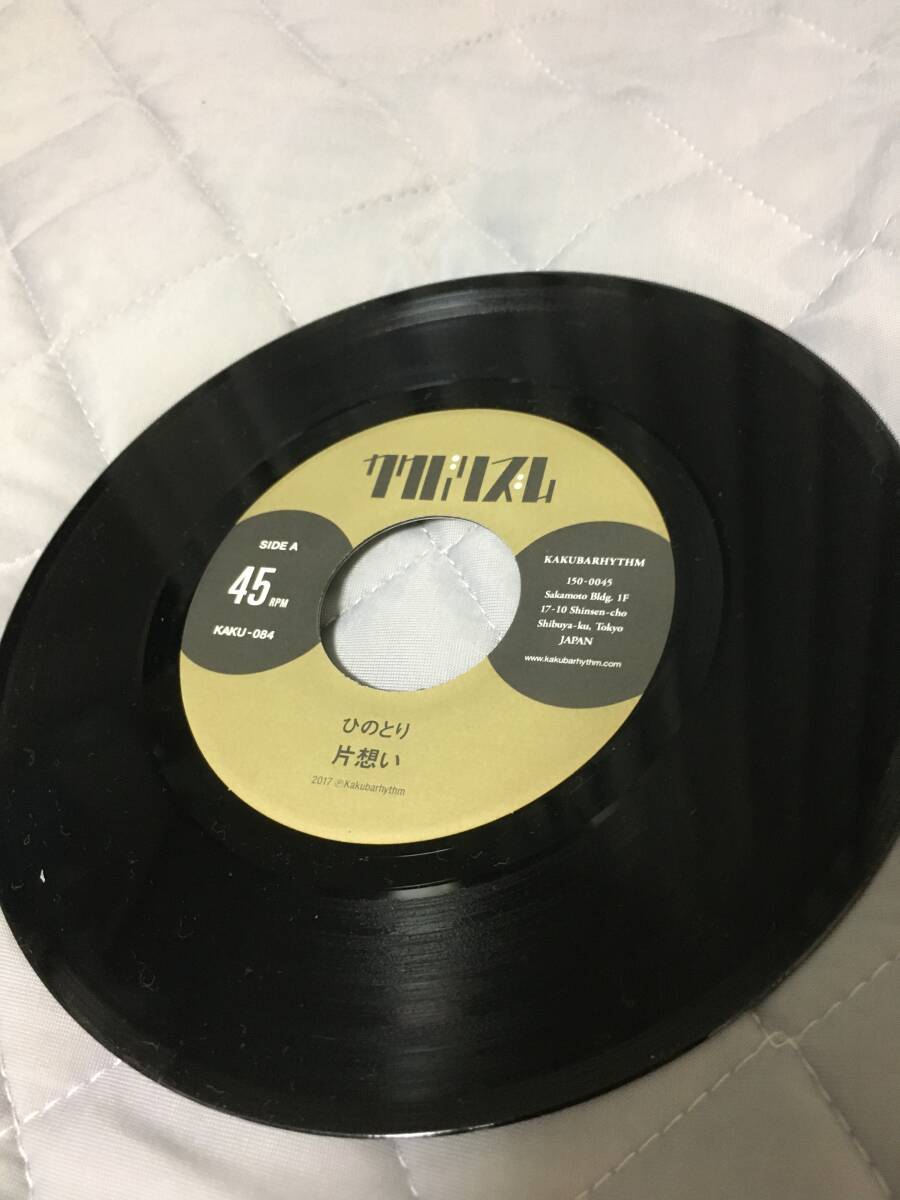 カクバリズム
SIDE A
45 RPM
KAKU-084
KAKUBARHYTHM
150-0045
Sakamoto Bldg. 1F
17-10 Shinsen-cho
Shibuya-ku, Tokyo
JAPAN
www.kakubarhythm.com
ひのとり
片想い
2017 ℗Kakubarhythm